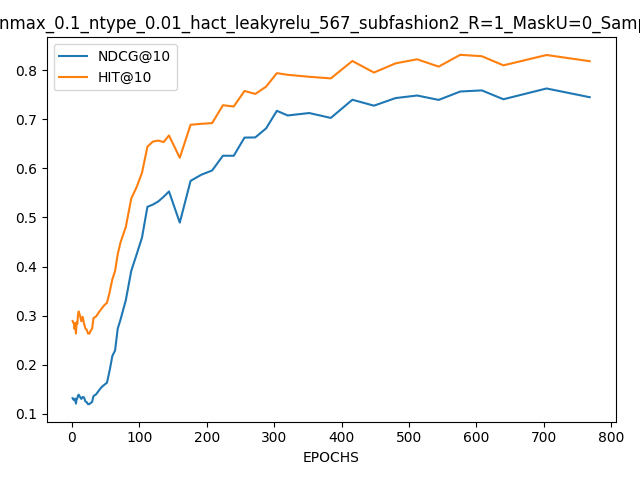 nmax_0.1_ntype_0.01_hact_leakyrelu_567_subfashion2_R=1_MaskU=0_Samp
NDCG@10
HIT@10
0.8
0.7
0.6
0.5
0.4
0.3
0.2
0.1
0 100 200 300 400 500 600 700 800
EPOCHS